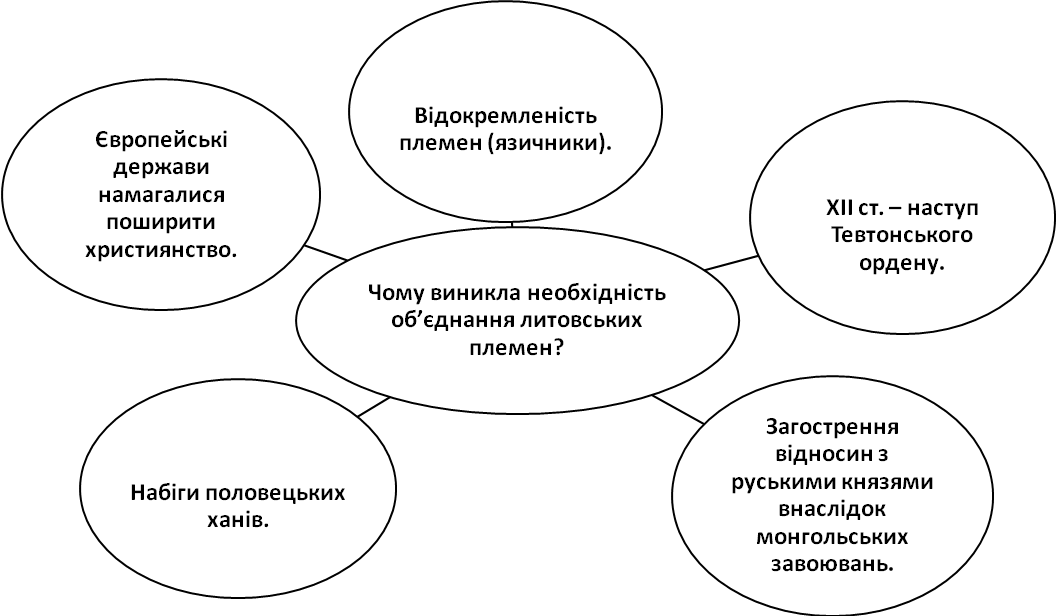 Відокремленість
племен (язичники).
Європейські
держави
намагалися
поширити
християнство.
ХІІ ст. – наступ
Тевтонського
ордену.
Чому виникла необхідність
об’єднання литовських
племен?
Набіги половецьких
ханів.
Загострення
відносин з
руськими князями
внаслідок
монгольських
завоювань.